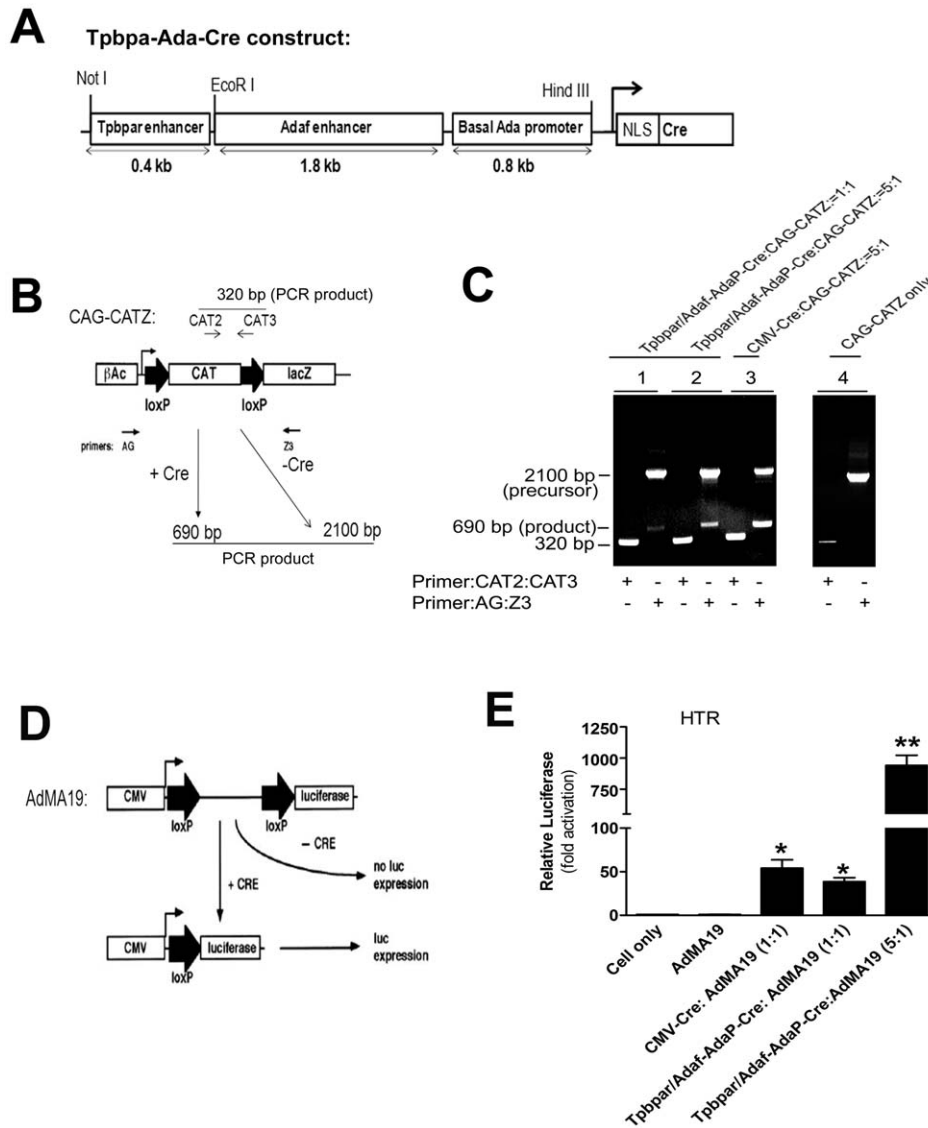 A
Tpbpa-Ada-Cre construct:
Not I
EcoR I
Hind III
Tpbpar enhancer
Adaf enhancer
Basal Ada promoter
NLS
Cre
0.4 kb
1.8 kb
0.8 kb
B
320 bp (PCR product)
CAG-CATZ:
CAT2
CAT3
βAc
CAT
lacZ
loxP
loxP
primers:
AG
Z3
+ Cre
-Cre
690 bp
2100 bp
PCR product
C
Tpbpar/Adaf-AdaP-Cre:CAG-CATZ:=1:1
Tpbpar/Adaf-AdaP-Cre:CAG-CATZ:=5:1
CMV-Cre:CAG-CATZ:=5:1
CAG-CATZ only
1
2
3
4
2100 bp
(precursor)
690 bp (product)
320 bp
Primer:CAT2:CAT3
+ - + - + - + -
Primer:AG:Z3
- + - + - + - +
D
AdMA19:
CMV
luciferase
loxP
loxP
– CRE
+ CRE
no luc
expression
CMV
luciferase
loxP
luc
expression
E
HTR
Relative Luciferase
(fold activation)
1250
1000
750
100
50
0
*
*
**
Cell only
AdMA19
CMV-Cre: AdMA19 (1:1)
Tpbpar/Adaf-AdaP-Cre: AdMA19 (1:1)
Tpbpar/Adaf-AdaP-Cre:AdMA19 (5:1)